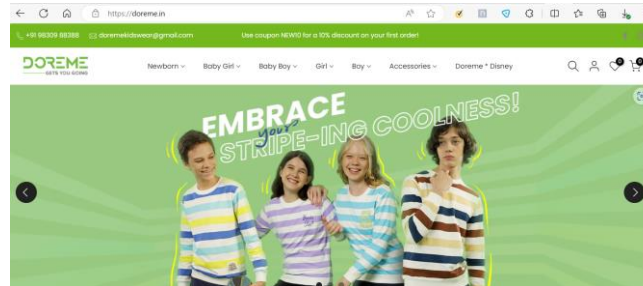 https://doreme.in
+91 98309 88388 doremekidswear@gmail.com Use coupon NEW10 for a 10% discount on your first order!
DOREME
GETS YOU GOING
Newborn Baby Girl Baby Boy Girl Boy Accessories Doreme * Disney
0 0
EMBRACE
your
STRIPE-ING COOLNESS!